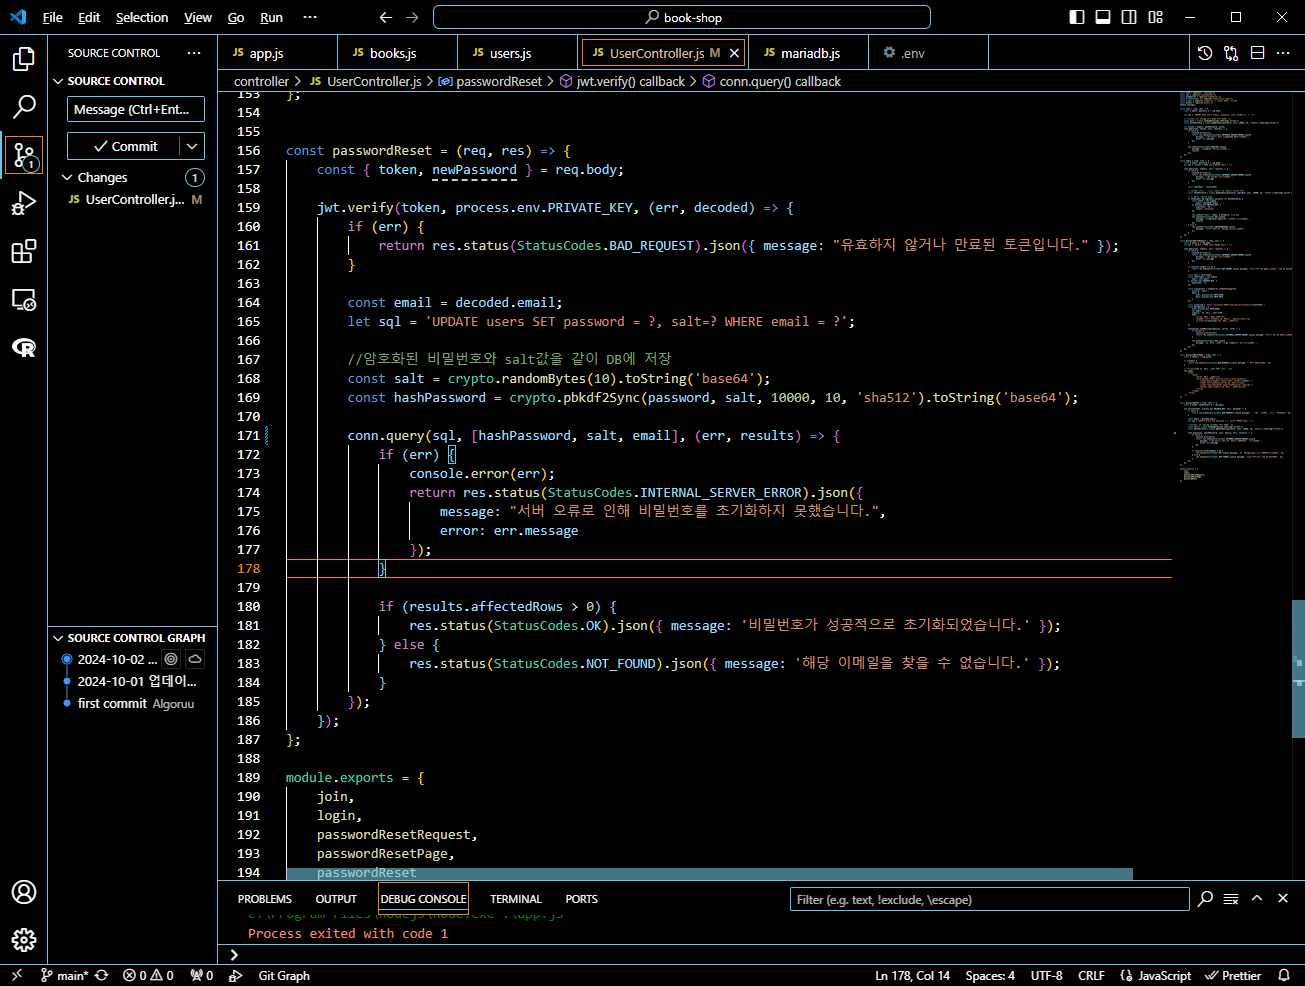 File Edit Selection View Go Run ··· book-shop
SOURCE CONTROL ···
SOURCE CONTROL
Message (Ctrl+Ent...
Commit
Changes 1
JS UserController.j... M
1
SOURCE CONTROL GRAPH
2024-10-02 ...
2024-10-01 업데이...
first commit Algoruu
JS app.js JS books.js JS users.js JS UserController.js M JS mariadb.js .env
controller > JS UserController.js > passwordReset > jwt.verify() callback > conn.query() callback
153 };
154
155
156 const passwordReset = (req, res) => {
157 const { token, newPassword } = req.body;
158
159 jwt.verify(token, process.env.PRIVATE_KEY, (err, decoded) => {
160 if (err) {
161 return res.status(StatusCodes.BAD_REQUEST).json({ message: "유효하지 않거나 만료된 토큰입니다." });
162 }
163
164 const email = decoded.email;
165 let sql = 'UPDATE users SET password = ?, salt=? WHERE email = ?';
166
167 //암호화된 비밀번호와 salt값을 같이 DB에 저장
168 const salt = crypto.randomBytes(10).toString('base64');
169 const hashPassword = crypto.pbkdf2Sync(password, salt, 10000, 10, 'sha512').toString('base64');
170
171 conn.query(sql, [hashPassword, salt, email], (err, results) => {
172 if (err) {
173 console.error(err);
174 return res.status(StatusCodes.INTERNAL_SERVER_ERROR).json({
175 message: "서버 오류로 인해 비밀번호를 초기화하지 못했습니다.",
176 error: err.message
177 });
178 }
179
180 if (results.affectedRows > 0) {
181 res.status(StatusCodes.OK).json({ message: '비밀번호가 성공적으로 초기화되었습니다.' });
182 } else {
183 res.status(StatusCodes.NOT_FOUND).json({ message: '해당 이메일을 찾을 수 없습니다.' });
184 }
185 });
186 });
187 };
188
189 module.exports = {
190 join,
191 login,
192 passwordResetRequest,
193 passwordResetPage,
194 passwordReset
PROBLEMS OUTPUT DEBUG CONSOLE TERMINAL PORTS Filter (e.g. text, !exclude, \escape)
C:\Program Files\nodejs\node.exe .\app.js
Process exited with code 1
main* 0 0 0 Git Graph Ln 178, Col 14 Spaces: 4 UTF-8 CRLF JavaScript Prettier